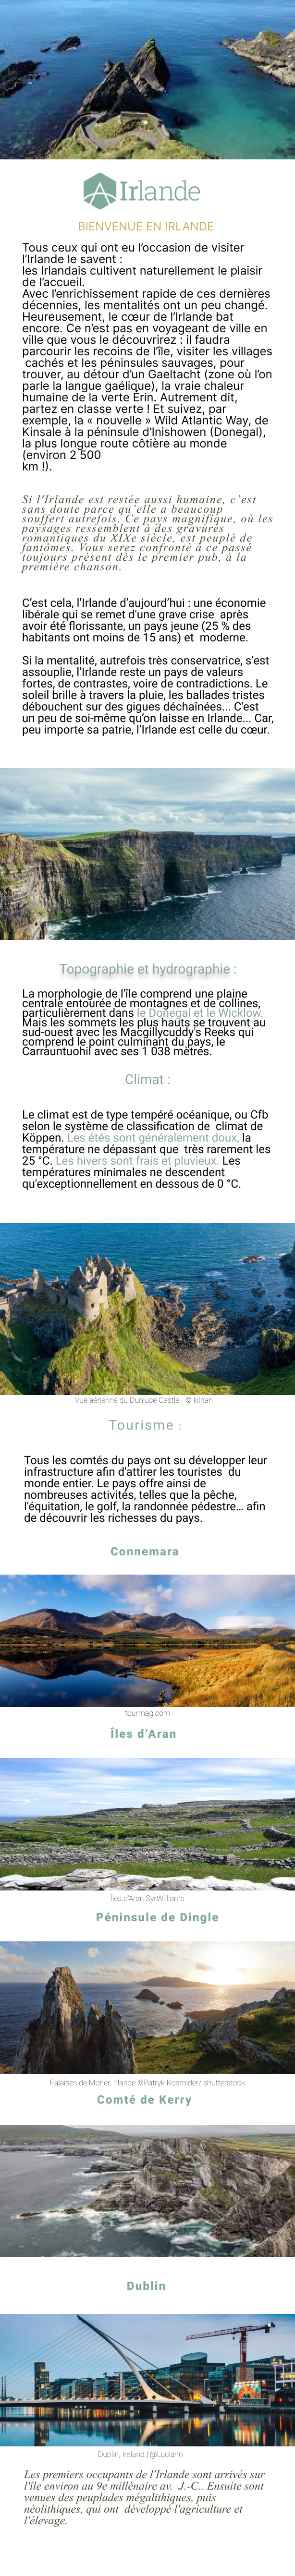 Irlande
BIENVENUE EN IRLANDE
Tous ceux qui ont eu l’occasion de visiter
l’Irlande le savent :
les Irlandais cultivent naturellement le plaisir
de l’accueil.
Avec l’enrichissement rapide de ces dernières
décennies, les mentalités ont un peu changé.
Heureusement, le cœur de l’Irlande bat
encore. Ce n’est pas en voyageant de ville en
ville que vous le découvrirez : il faudra
parcourir les recoins de l’île, visiter les villages
cachés et les péninsules sauvages, pour
trouver, au détour d’un Gaeltacht (zone où l’on
parle la langue gaélique), la vraie chaleur
humaine de la verte Érin. Autrement dit,
partez en classe verte ! Et suivez, par
exemple, la « nouvelle » Wild Atlantic Way, de
Kinsale à la péninsule d’Inishowen (Donegal),
la plus longue route côtière au monde
(environ 2 500
km !).
Si l'Irlande est restée aussi humaine, c’est
sans doute parce qu’elle a beaucoup
souffert autrefois. Ce pays magnifique, où les
paysages ressemblent à des gravures
romantiques du XIXe siècle, est peuplé de
fantômes. Vous serez confronté à ce passé
toujours présent dès le premier pub, à la
première chanson.
C’est cela, l’Irlande d’aujourd’hui : une économie
libérale qui se remet d'une grave crise après
avoir été florissante, un pays jeune (25 % des
habitants ont moins de 15 ans) et moderne.
Si la mentalité, autrefois très conservatrice, s’est
assouplie, l’Irlande reste un pays de valeurs
fortes, de contrastes, voire de contradictions. Le
soleil brille à travers la pluie, les ballades tristes
débouchent sur des gigues déchaînées... C'est
un peu de soi-même qu’on laisse en Irlande... Car,
peu importe sa patrie, l’Irlande est celle du cœur.
Topographie et hydrographie :
La morphologie de l’île comprend une plaine
centrale entourée de montagnes et de collines,
particulièrement dans le Donegal et le Wicklow.
Mais les sommets les plus hauts se trouvent au
sud-ouest avec les Macgillycuddy's Reeks qui
comprend le point culminant du pays, le
Carrauntuohil avec ses 1 038 mètres.
Climat :
Le climat est de type tempéré océanique, ou Cfb
selon le système de classification de climat de
Köppen. Les étés sont généralement doux, la
température ne dépassant que très rarement les
25 °C. Les hivers sont frais et pluvieux. Les
températures minimales ne descendent
qu'exceptionnellement en dessous de 0 °C.
Vue aérienne du Dunluce Castle - © kilhan
Tourisme :
Tous les comtés du pays ont su développer leur
infrastructure afin d'attirer les touristes du
monde entier. Le pays offre ainsi de
nombreuses activités, telles que la pêche,
l'équitation, le golf, la randonnée pédestre... afin
de découvrir les richesses du pays.
Connemara
tourmag.com
Îles d’Aran
Îles d’Aran SyrWilliams
Péninsule de Dingle
Falaises de Moher, Irlande ©Patryk Kosmider/ shutterstock
Comté de Kerry
Dublin
Dublin, Ireland | @Luciann
Les premiers occupants de l'Irlande sont arrivés sur
l'île environ au 9e millénaire av. J.-C.. Ensuite sont
venues des peuplades mégalithiques, puis
néolithiques, qui ont développé l'agriculture et
l'élevage.